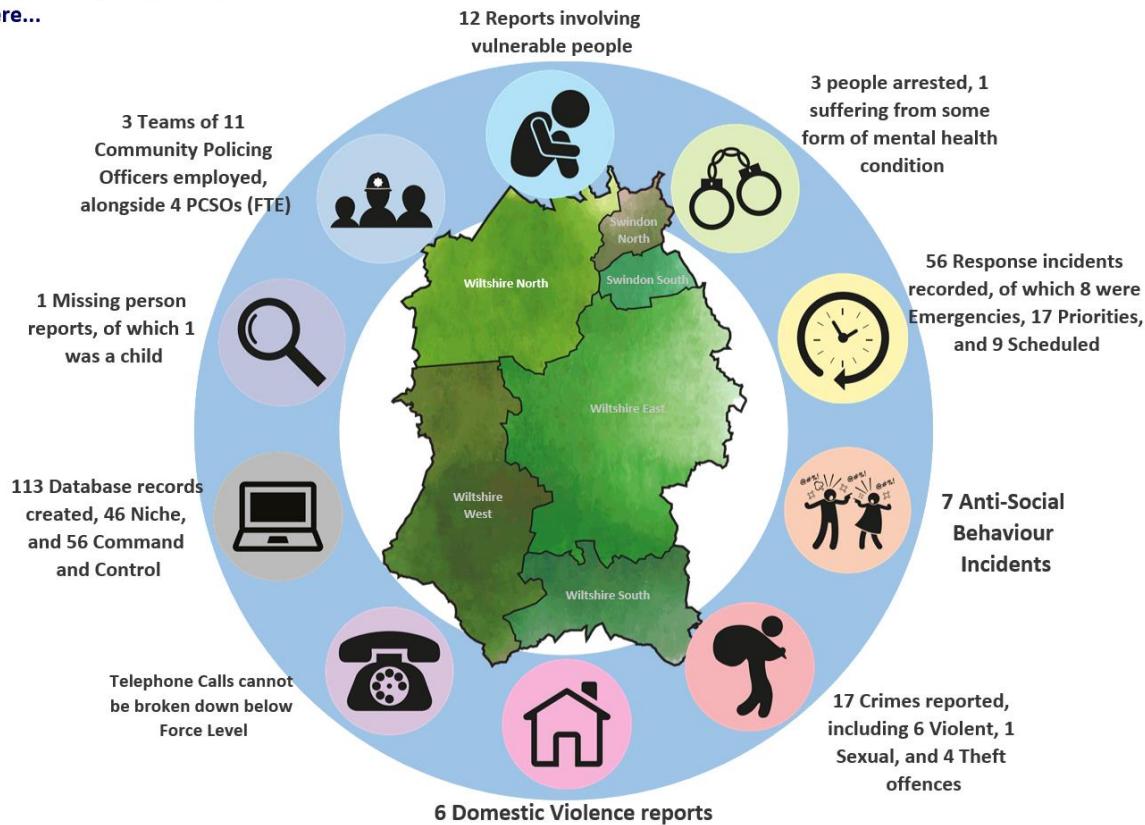 ere...
12 Reports involving
vulnerable people
3 people arrested, 1
suffering from some
form of mental health
condition
56 Response incidents
recorded, of which 8 were
Emergencies, 17 Priorities,
and 9 Scheduled
7 Anti-Social
Behaviour
Incidents
17 Crimes reported,
including 6 Violent, 1
Sexual, and 4 Theft
offences
6 Domestic Violence reports
Telephone Calls cannot
be broken down below
Force Level
113 Database records
created, 46 Niche,
and 56 Command
and Control
1 Missing person
reports, of which 1
was a child
3 Teams of 11
Community Policing
Officers employed,
alongside 4 PCSOs (FTE)
Swindon
North
Swindon South
Wiltshire North
Wiltshire East
Wiltshire
West
Wiltshire South
@#%!
@#%!
@#%!